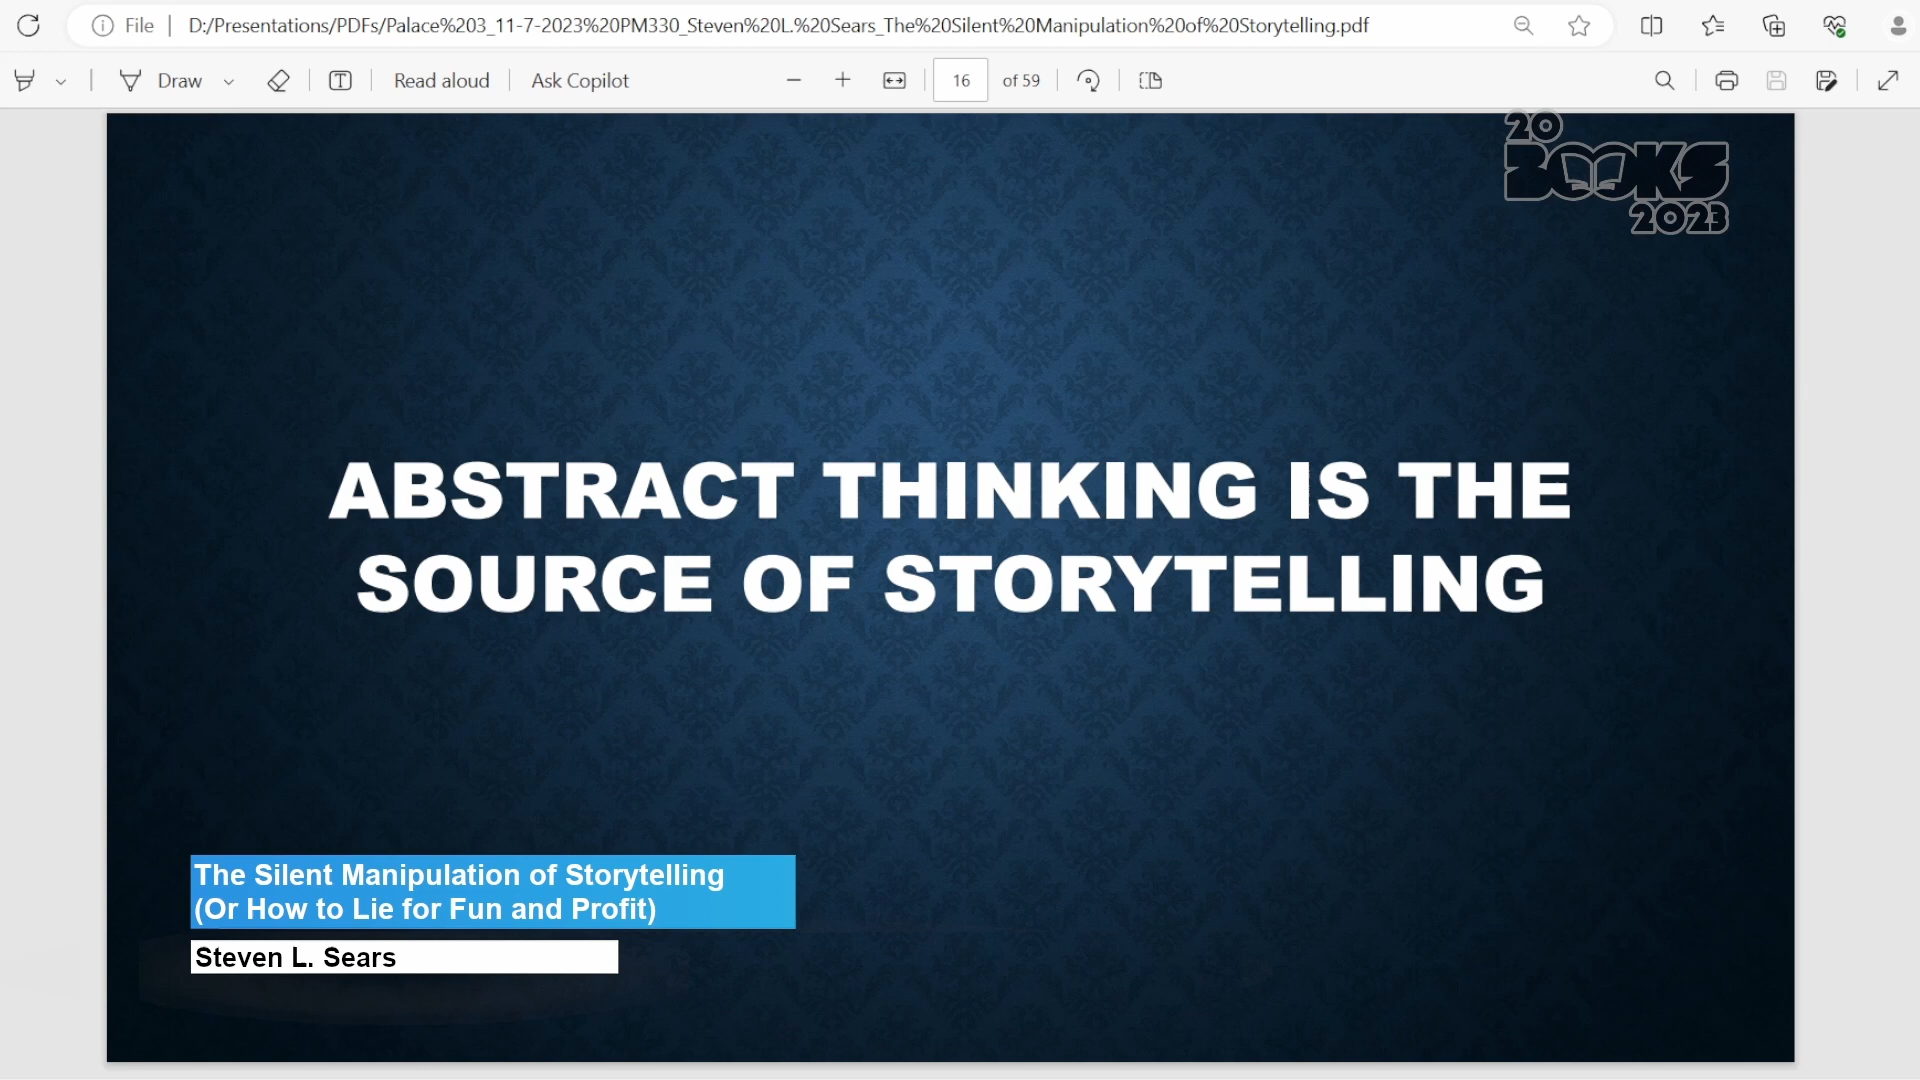 File
D:/Presentations/PDFs/Palace%203_11-7-2023%20PM330_Steven%20L.%20Sears_The%20Silent%20Manipulation%20of%20Storytelling.pdf
Draw
Read aloud
Ask Copilot
16 of 59
20
BOOKS
2023
ABSTRACT THINKING IS THE
SOURCE OF STORYTELLING
The Silent Manipulation of Storytelling
(Or How to Lie for Fun and Profit)
Steven L. Sears